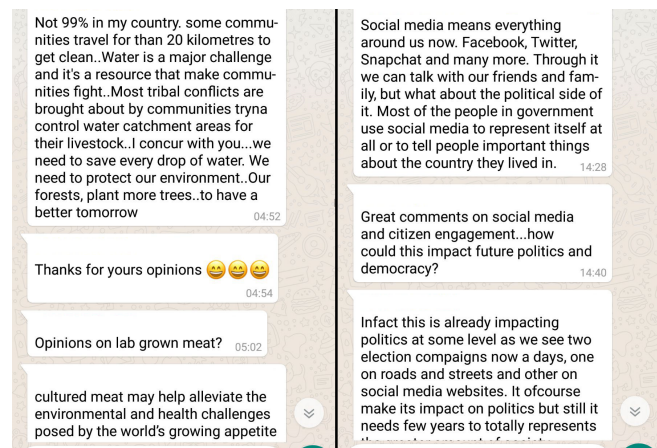 Not 99% in my country. some commu-
nities travel for than 20 kilometres to
get clean..Water is a major challenge
and it's a resource that make commu-
nities fight..Most tribal conflicts are
brought about by communities tryna
control water catchment areas for
their livestock..I concur with you...we
need to save every drop of water. We
need to protect our environment..Our
forests, plant more trees..to have a
better tomorrow
04:52
Thanks for yours opinions 😄😄😄
04:54
Opinions on lab grown meat? 05:02
cultured meat may help alleviate the
environmental and health challenges
posed by the world's growing appetite
Social media means everything
around us now. Facebook, Twitter,
Snapchat and many more. Through it
we can talk with our friends and fam-
ily, but what about the political side of
it. Most of the people in government
use social media to represent itself at
all or to tell people important things
about the country they lived in. 14:28
Great comments on social media
and citizen engagement...how
could this impact future politics and
democracy? 14:40
Infact this is already impacting
politics at some level as we see two
election compaigns now a days, one
on roads and streets and other on
social media websites. It ofcourse
make its impact on politics but still it
needs few years to totally represents